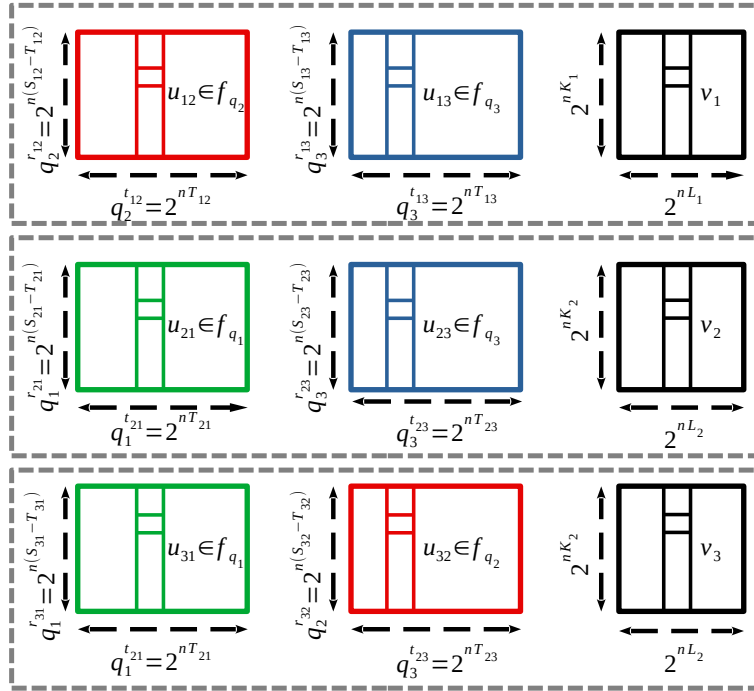 q_2^{r_{12}}=2^{n(S_{12}-T_{12})}
u_{12}∈f_{q_2}
q_2^{t_{12}}=2^{nT_{12}}
q_3^{r_{13}}=2^{n(S_{13}-T_{13})}
u_{13}∈f_{q_3}
q_3^{t_{13}}=2^{nT_{13}}
2^{nK_1}
v_1
2^{nL_1}
q_1^{r_{21}}=2^{n(S_{21}-T_{21})}
u_{21}∈f_{q_1}
q_1^{t_{21}}=2^{nT_{21}}
q_3^{r_{23}}=2^{n(S_{23}-T_{23})}
u_{23}∈f_{q_3}
q_3^{t_{23}}=2^{nT_{23}}
2^{nK_2}
v_2
2^{nL_2}
q_1^{r_{31}}=2^{n(S_{31}-T_{31})}
u_{31}∈f_{q_1}
q_1^{t_{21}}=2^{nT_{21}}
q_2^{r_{32}}=2^{n(S_{32}-T_{32})}
u_{32}∈f_{q_2}
q_3^{t_{23}}=2^{nT_{23}}
2^{nK_2}
v_3
2^{nL_2}